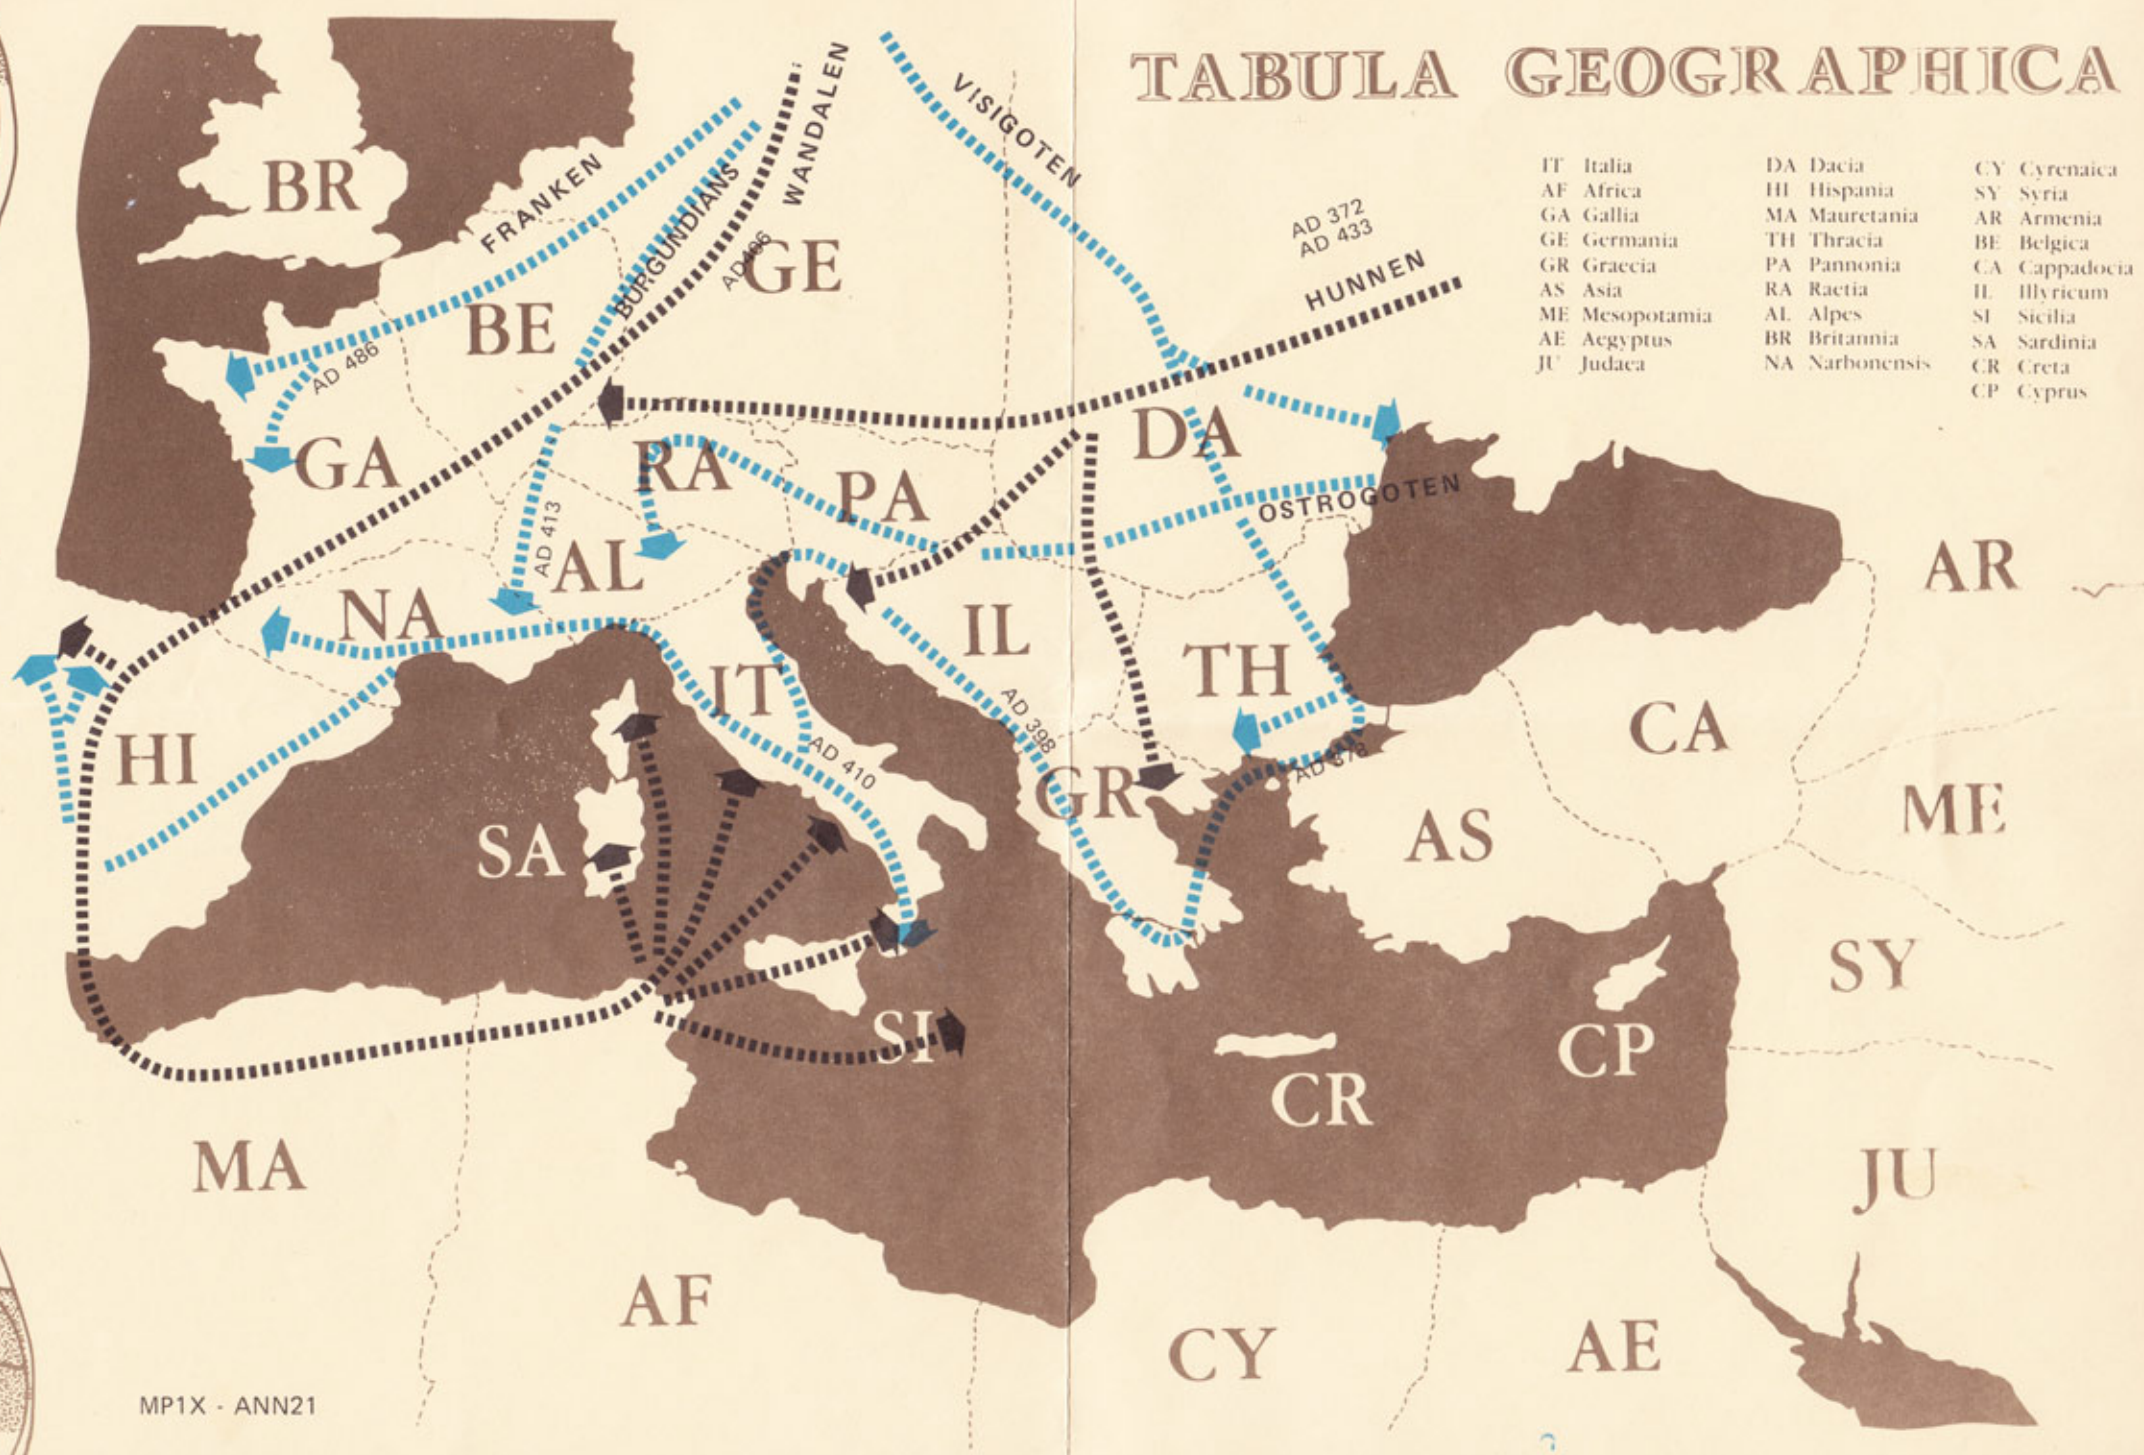 TABULA GEOGRAPHICA
IT Italia
AF Africa
GA Gallia
GE Germania
GR Graecia
AS Asia
ME Mesopotamia
AE Aegyptus
JU Judaea
DA Dacia
HI Hispania
MA Mauretania
TH Thracia
PA Pannonia
RA Raetia
AL Alpes
BR Britannia
NA Narbonensis
CY Cyrenaica
SY Syria
AR Armenia
BE Belgica
CA Cappadocia
IL Illyricum
SI Sicilia
SA Sardinia
CR Creta
CP Cyprus
WANDALEN
VISIGOTEN
FRANKEN
BURGUNDIANS
BR
AD 406
GE
AD 372
AD 433
HUNNEN
BE
AD 486
GA
RA
PA
DA
OSTROGOTEN
AD 413
AL
AR
NA
IL
IT
TH
HI
AD 398
AD 410
CA
GR
AD 378
SA
AS
ME
SY
SI
CP
CR
MA
JU
AF
CY
AE
MP1X - ANN21